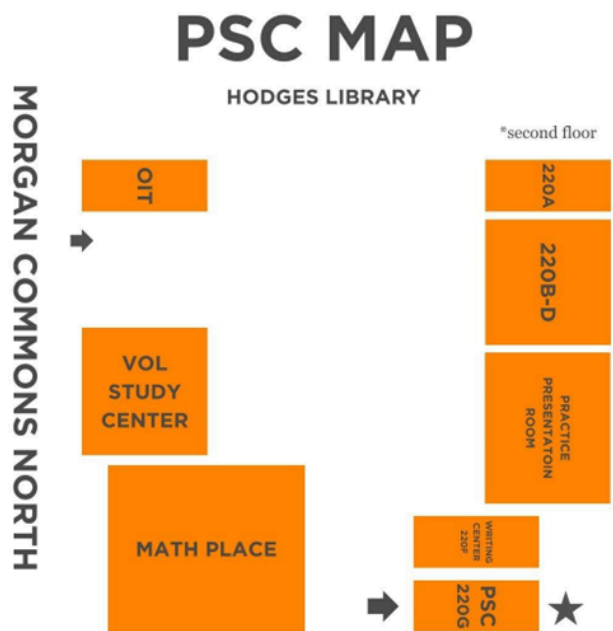 PSC MAP
HODGES LIBRARY
*second floor
MORGAN COMMONS NORTH
OIT
220A
220B-D
VOL
STUDY
CENTER
PRACTICE
PRESENTATOIN
ROOM
MATH PLACE
WRITING
CENTER
220F
PSC
220G